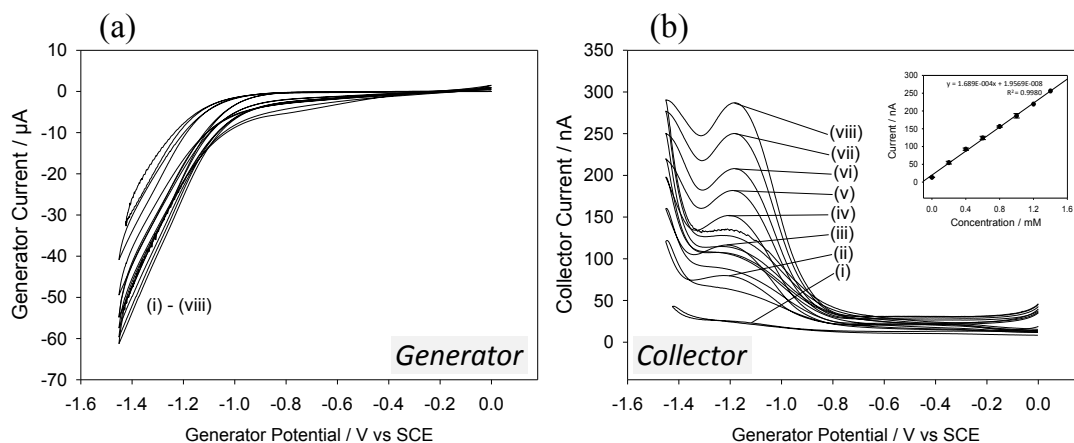 (a)
10
0
-10
-20
-30
-40
-50
-60
-70
Generator Current / µA
(i) - (viii)
Generator
-1.6 -1.4 -1.2 -1.0 -0.8 -0.6 -0.4 -0.2 0.0
Generator Potential / V vs SCE
(b)
350
300
250
200
150
100
50
0
Collector Current / nA
(viii)
(vii)
(vi)
(v)
(iv)
(iii)
(ii)
(i)
Collector
-1.6 -1.4 -1.2 -1.0 -0.8 -0.6 -0.4 -0.2 0.0
Generator Potential / V vs SCE
y = 1.689E-004x + 1.9569E-008
R² = 0.9980
300
250
200
150
100
50
0
Current / nA
0.0 0.4 0.8 1.2 1.6
Concentration / mM